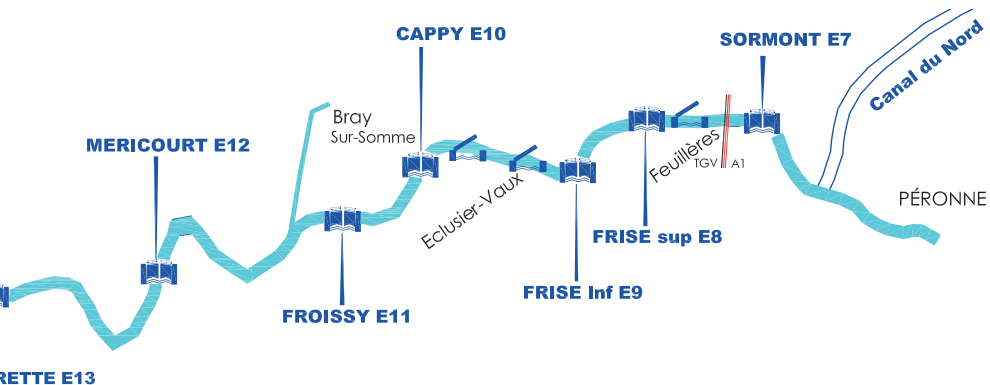 CAPPY E10
SORMONT E7
Canal du Nord
Bray
Sur-Somme
MERICOURT E12
Feuillères
TGV
A1
Eclusier-Vaux
PÉRONNE
FRISE sup E8
FRISE Inf E9
FROISSY E11
RETTE E13